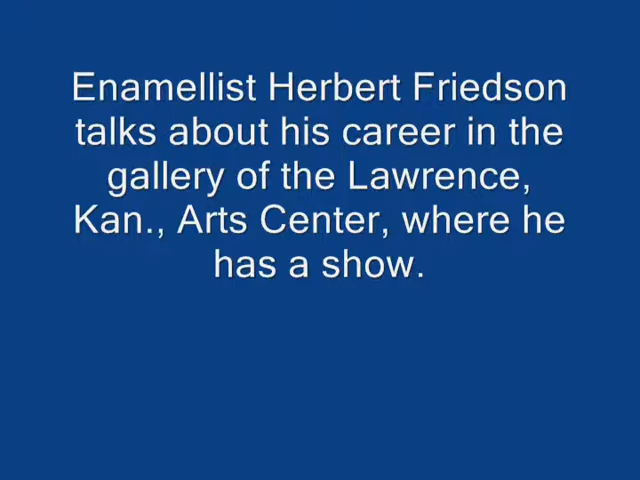 Enamellist Herbert Friedson
talks about his career in the
gallery of the Lawrence,
Kan., Arts Center, where he
has a show.